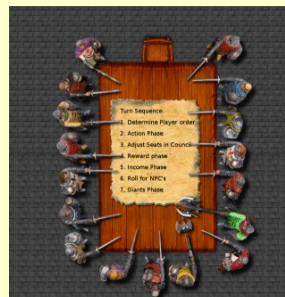 Turn Sequence:
1. Determine Player order
2: Action Phase
3. Adjust Seats in Council
4. Reward phase
5. Income Phase
6. Roll for NPC's
7. Giants Phase